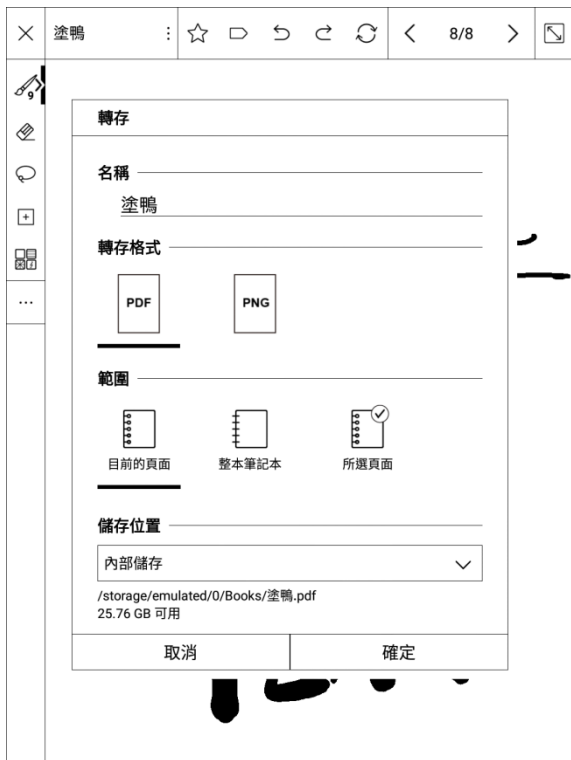 塗鴨
8/8
9
轉存
名稱
塗鴨
轉存格式
PDF
PNG
範圍
目前的頁面
整本筆記本
所選頁面
儲存位置
內部儲存
/storage/emulated/0/Books/塗鴨.pdf
25.76 GB 可用
取消
確定